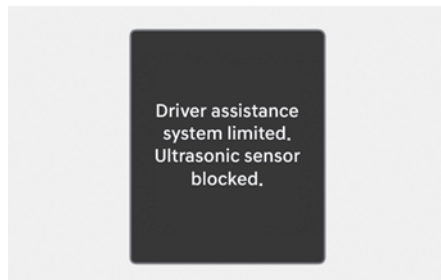 Driver assistance
system limited.
Ultrasonic sensor
blocked.